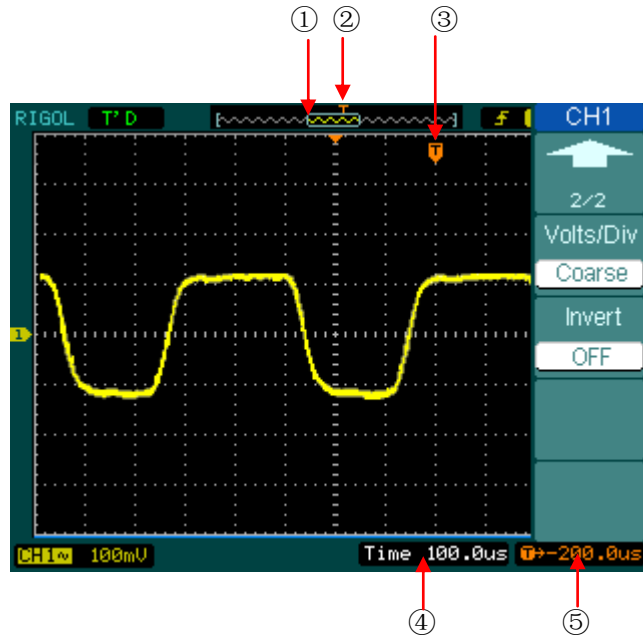 ① ② ③
T
RIGOL T'D CH1
T
2/2
Volts/Div
Coarse
1
Invert
OFF
CH1~ 100mV Time 100.0us T→-200.0us
④ ⑤